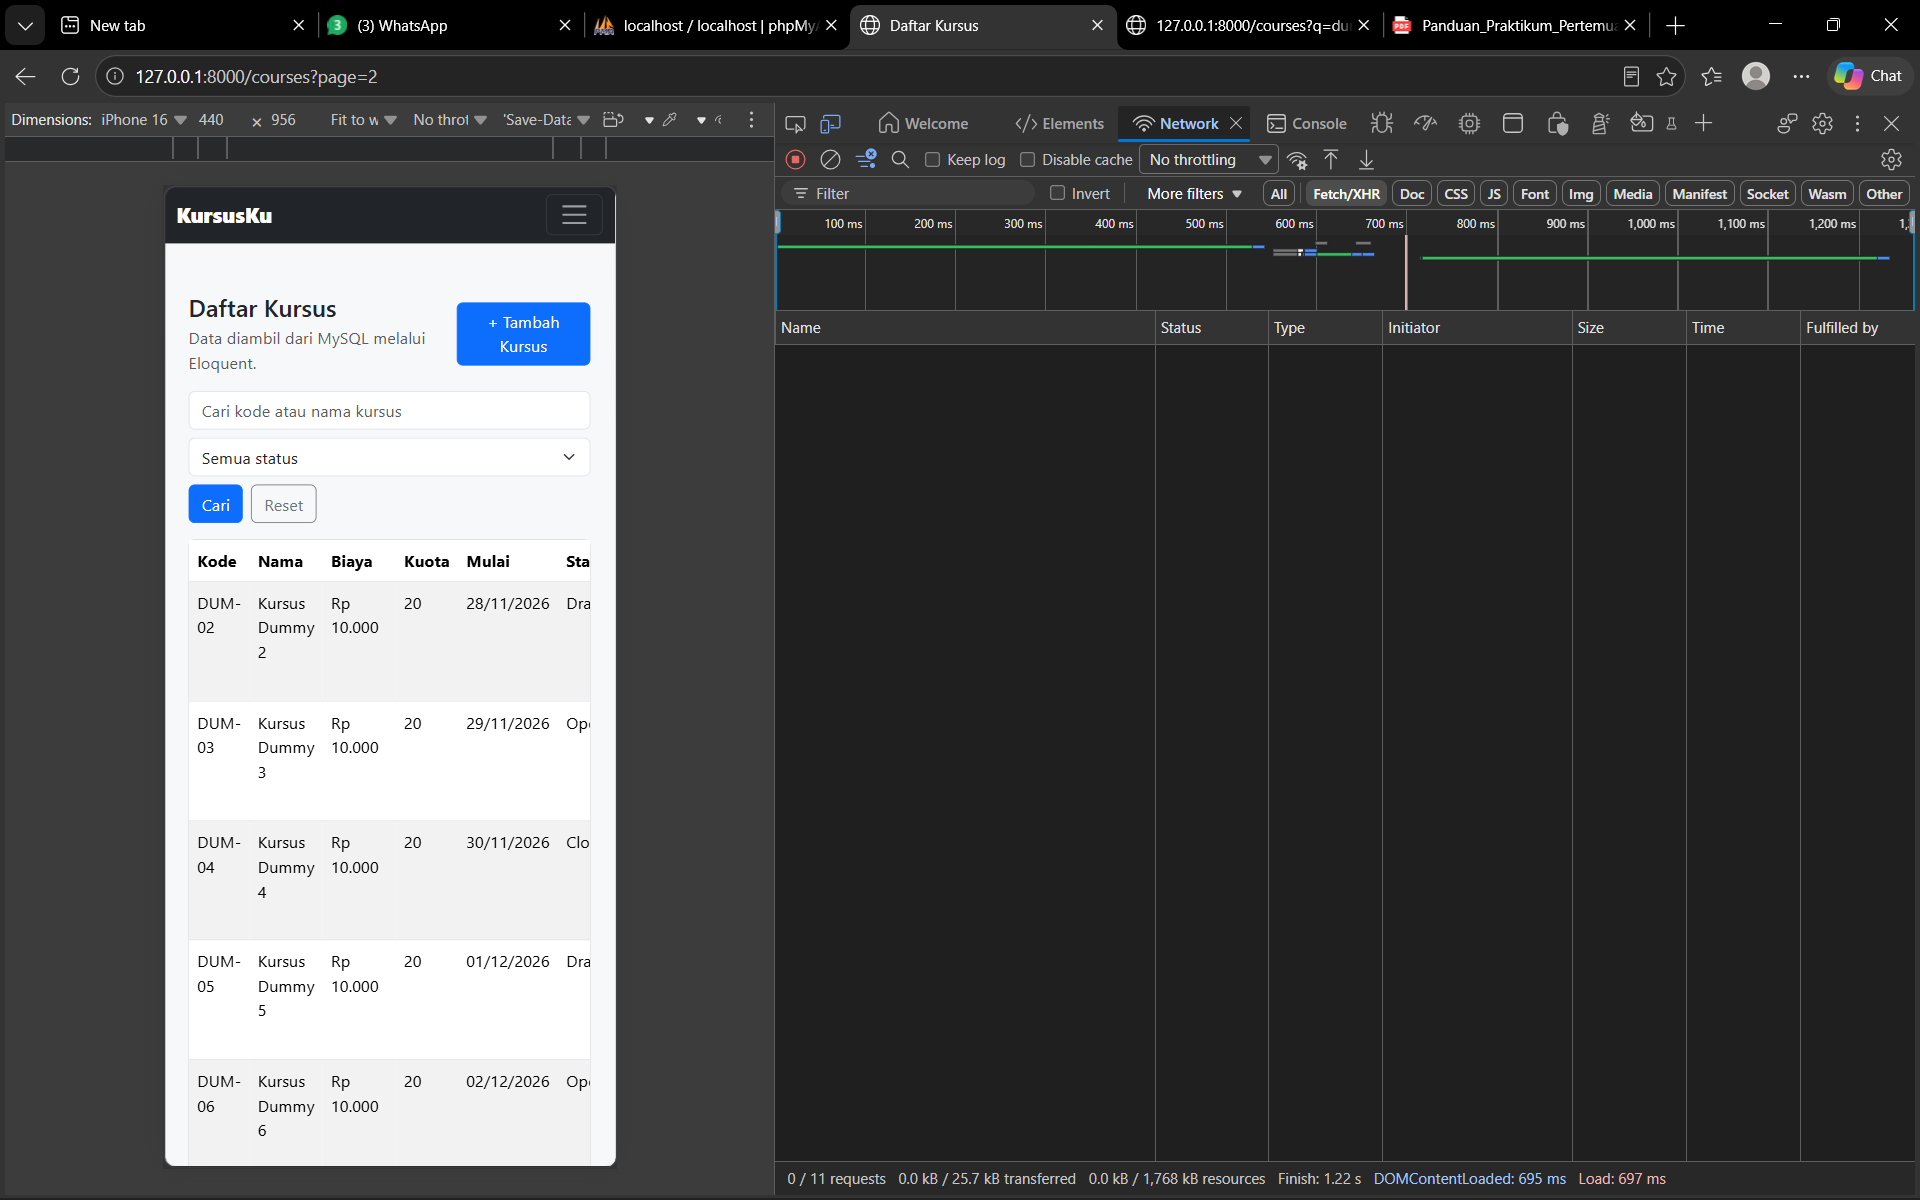 New tab
(3) WhatsApp
localhost / localhost | phpMy
Daftar Kursus
127.0.0.1:8000/courses?q=du
Panduan_Praktikum_Pertemu
127.0.0.1:8000/courses?page=2
Chat
Dimensions: iPhone 16 440 × 956 Fit to w No throt 'Save-Data
Welcome
Elements
Network
Console
Keep log
Disable cache
No throttling
Filter
Invert
More filters
All
Fetch/XHR
Doc
CSS
JS
Font
Img
Media
Manifest
Socket
Wasm
Other
100 ms 200 ms 300 ms 400 ms 500 ms 600 ms 700 ms 800 ms 900 ms 1,000 ms 1,100 ms 1,200 ms
Name Status Type Initiator Size Time Fulfilled by
KursusKu
Daftar Kursus
Data diambil dari MySQL melalui
Eloquent.
+ Tambah
Kursus
Cari kode atau nama kursus
Semua status
Cari
Reset
Kode Nama Biaya Kuota Mulai Sta
DUM- Kursus Rp 20 28/11/2026 Dra
02 Dummy 10.000
2
DUM- Kursus Rp 20 29/11/2026 Ope
03 Dummy 10.000
3
DUM- Kursus Rp 20 30/11/2026 Clo
04 Dummy 10.000
4
DUM- Kursus Rp 20 01/12/2026 Dra
05 Dummy 10.000
5
DUM- Kursus Rp 20 02/12/2026 Ope
06 Dummy 10.000
6
0 / 11 requests 0.0 kB / 25.7 kB transferred 0.0 kB / 1,768 kB resources Finish: 1.22 s DOMContentLoaded: 695 ms Load: 697 ms